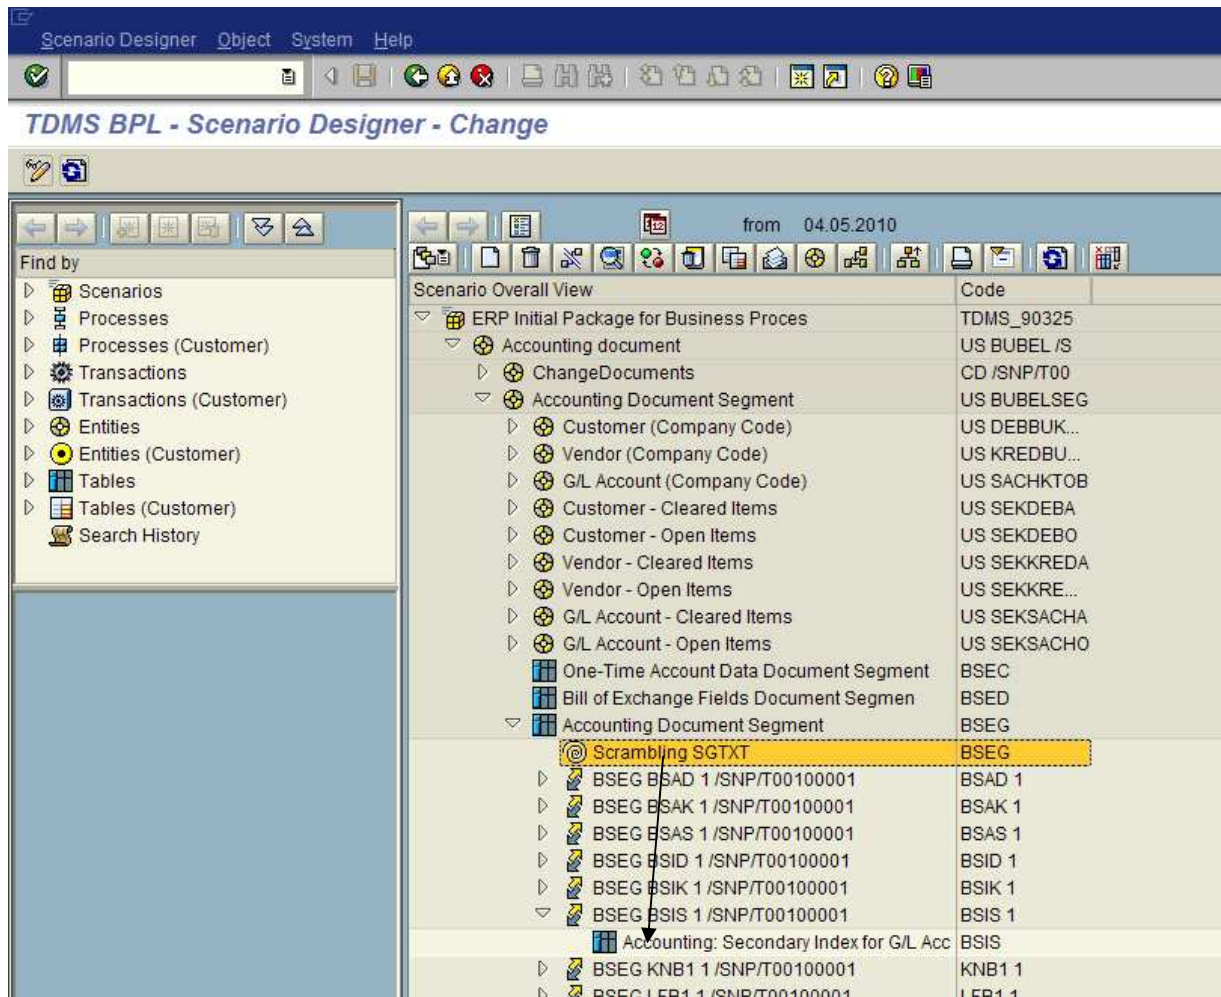 Scenario Designer Object System Help
TDMS BPL - Scenario Designer - Change
from 04.05.2010
Find by
Scenarios
Processes
Processes (Customer)
Transactions
Transactions (Customer)
Entities
Entities (Customer)
Tables
Tables (Customer)
Search History
Scenario Overall View Code
ERP Initial Package for Business Proces TDMS_90325
Accounting document US BUBEL /S
ChangeDocuments CD /SNP/T00
Accounting Document Segment US BUBELSEG
Customer (Company Code) US DEBBUK...
Vendor (Company Code) US KREDBU...
G/L Account (Company Code) US SACHKTOB
Customer - Cleared Items US SEKDEBA
Customer - Open Items US SEKDEBO
Vendor - Cleared Items US SEKKREDA
Vendor - Open Items US SEKKRE...
G/L Account - Cleared Items US SEKSACHA
G/L Account - Open Items US SEKSACHO
One-Time Account Data Document Segment BSEC
Bill of Exchange Fields Document Segmen BSED
Accounting Document Segment BSEG
Scrambling SGTXT BSEG
BSEG BSAD 1 /SNP/T00100001 BSAD 1
BSEG BSAK 1 /SNP/T00100001 BSAK 1
BSEG BSAS 1 /SNP/T00100001 BSAS 1
BSEG BSID 1 /SNP/T00100001 BSID 1
BSEG BSIK 1 /SNP/T00100001 BSIK 1
BSEG BSIS 1 /SNP/T00100001 BSIS 1
Accounting: Secondary Index for G/L Acc BSIS
BSEG KNB1 1 /SNP/T00100001 KNB1 1
BSEG LFB1 1 /SNP/T00100001 LFB1 1